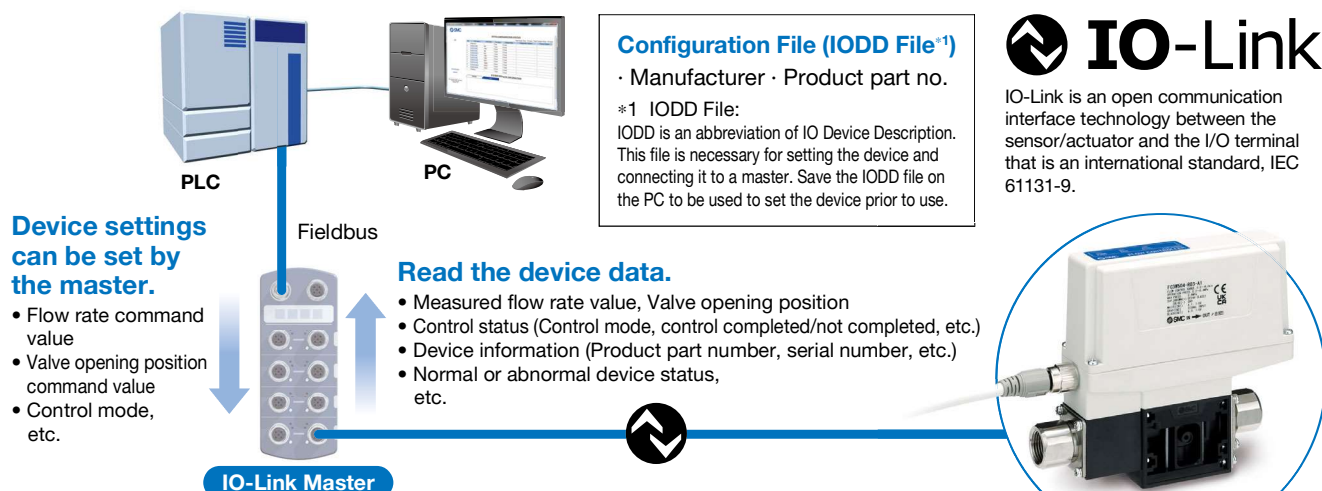 Configuration File (IODD File*1)
· Manufacturer · Product part no.
*1 IODD File:
IODD is an abbreviation of IO Device Description.
This file is necessary for setting the device and
connecting it to a master. Save the IODD file on
the PC to be used to set the device prior to use.
IO-Link
IO-Link is an open communication
interface technology between the
sensor/actuator and the I/O terminal
that is an international standard, IEC
61131-9.
SMC
PLC
PC
Device settings
can be set by
the master.
• Flow rate command
value
• Valve opening position
command value
• Control mode,
etc.
Fieldbus
Read the device data.
• Measured flow rate value, Valve opening position
• Control status (Control mode, control completed/not completed, etc.)
• Device information (Product part number, serial number, etc.)
• Normal or abnormal device status,
etc.
IO-Link Master
SMC IN OUT